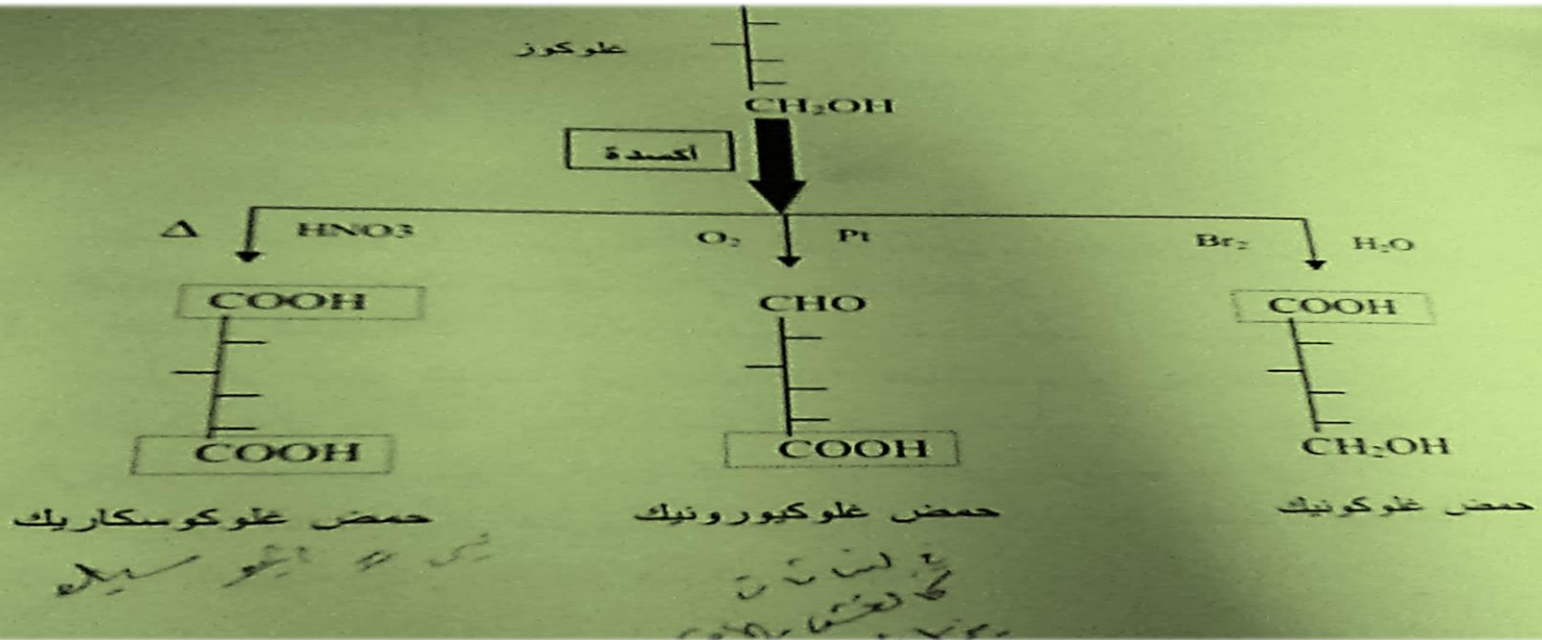 غلوكوز
CH₂OH
أكسدة
Δ HNO3
O₂ Pt
Br₂ H₂O
COOH
CHO
COOH
COOH
COOH
CH₂OH
حمض غلوكوسكاريك
حمض غلوكيورونيك
حمض غلوكونيك